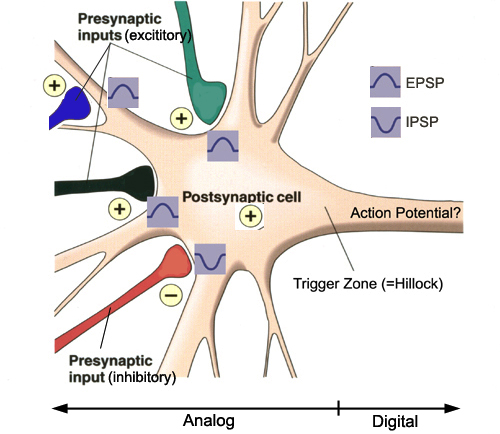 Presynaptic
inputs (excititory)
+
EPSP
+
IPSP
Postsynaptic cell
+
+
Action Potential?
Trigger Zone (=Hillock)
−
Presynaptic
input (inhibitory)
Analog
Digital